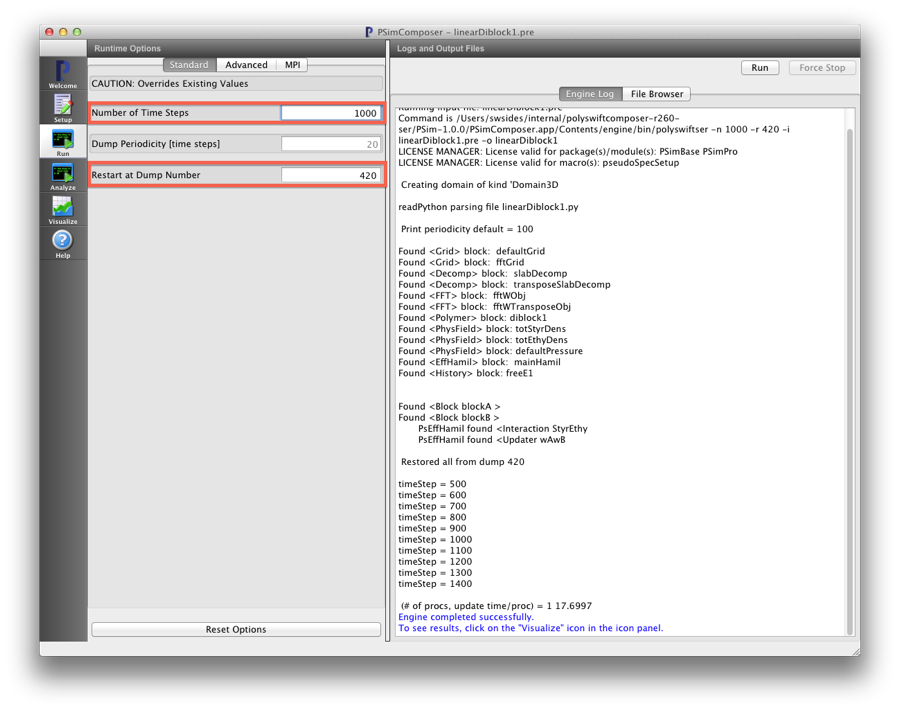 PSimComposer - linearDiblock1.pre
Runtime Options
Logs and Output Files
Welcome
Setup
Run
Analyze
Visualize
Help
Standard Advanced MPI
CAUTION: Overrides Existing Values
Number of Time Steps 1000
Dump Periodicity [time steps] 20
Restart at Dump Number 420
Reset Options
Run Force Stop
Engine Log File Browser
Running input file: linearDiblock1.pre
Command is /Users/swsides/internal/polyswiftcomposer-r260-
ser/PSim-1.0.0/PSimComposer.app/Contents/engine/bin/polyswiftser -n 1000 -r 420 -i
linearDiblock1.pre -o linearDiblock1
LICENSE MANAGER: License valid for package(s)/module(s): PSimBase PSimPro
LICENSE MANAGER: License valid for macro(s): pseudoSpecSetup
Creating domain of kind 'Domain3D
readPython parsing file linearDiblock1.py
Print periodicity default = 100
Found <Grid> block: defaultGrid
Found <Grid> block: fftGrid
Found <Decomp> block: slabDecomp
Found <Decomp> block: transposeSlabDecomp
Found <FFT> block: fftWObj
Found <FFT> block: fftWTransposeObj
Found <Polymer> block: diblock1
Found <PhysField> block: totStyrDens
Found <PhysField> block: totEthyDens
Found <PhysField> block: defaultPressure
Found <EffHamil> block: mainHamil
Found <History> block: freeE1
Found <Block blockA >
Found <Block blockB >
PsEffHamil found <Interaction StyrEthy
PsEffHamil found <Updater wAwB
Restored all from dump 420
timeStep = 500
timeStep = 600
timeStep = 700
timeStep = 800
timeStep = 900
timeStep = 1000
timeStep = 1100
timeStep = 1200
timeStep = 1300
timeStep = 1400
(# of procs, update time/proc) = 1 17.6997
Engine completed successfully.
To see results, click on the "Visualize" icon in the icon panel.